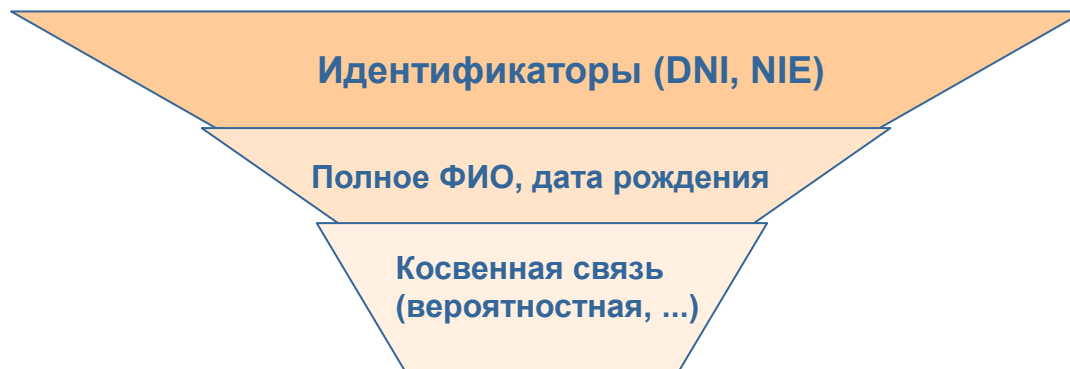 Идентификаторы (DNI, NIE)
Полное ФИО, дата рождения
Косвенная связь
(вероятностная, ...)